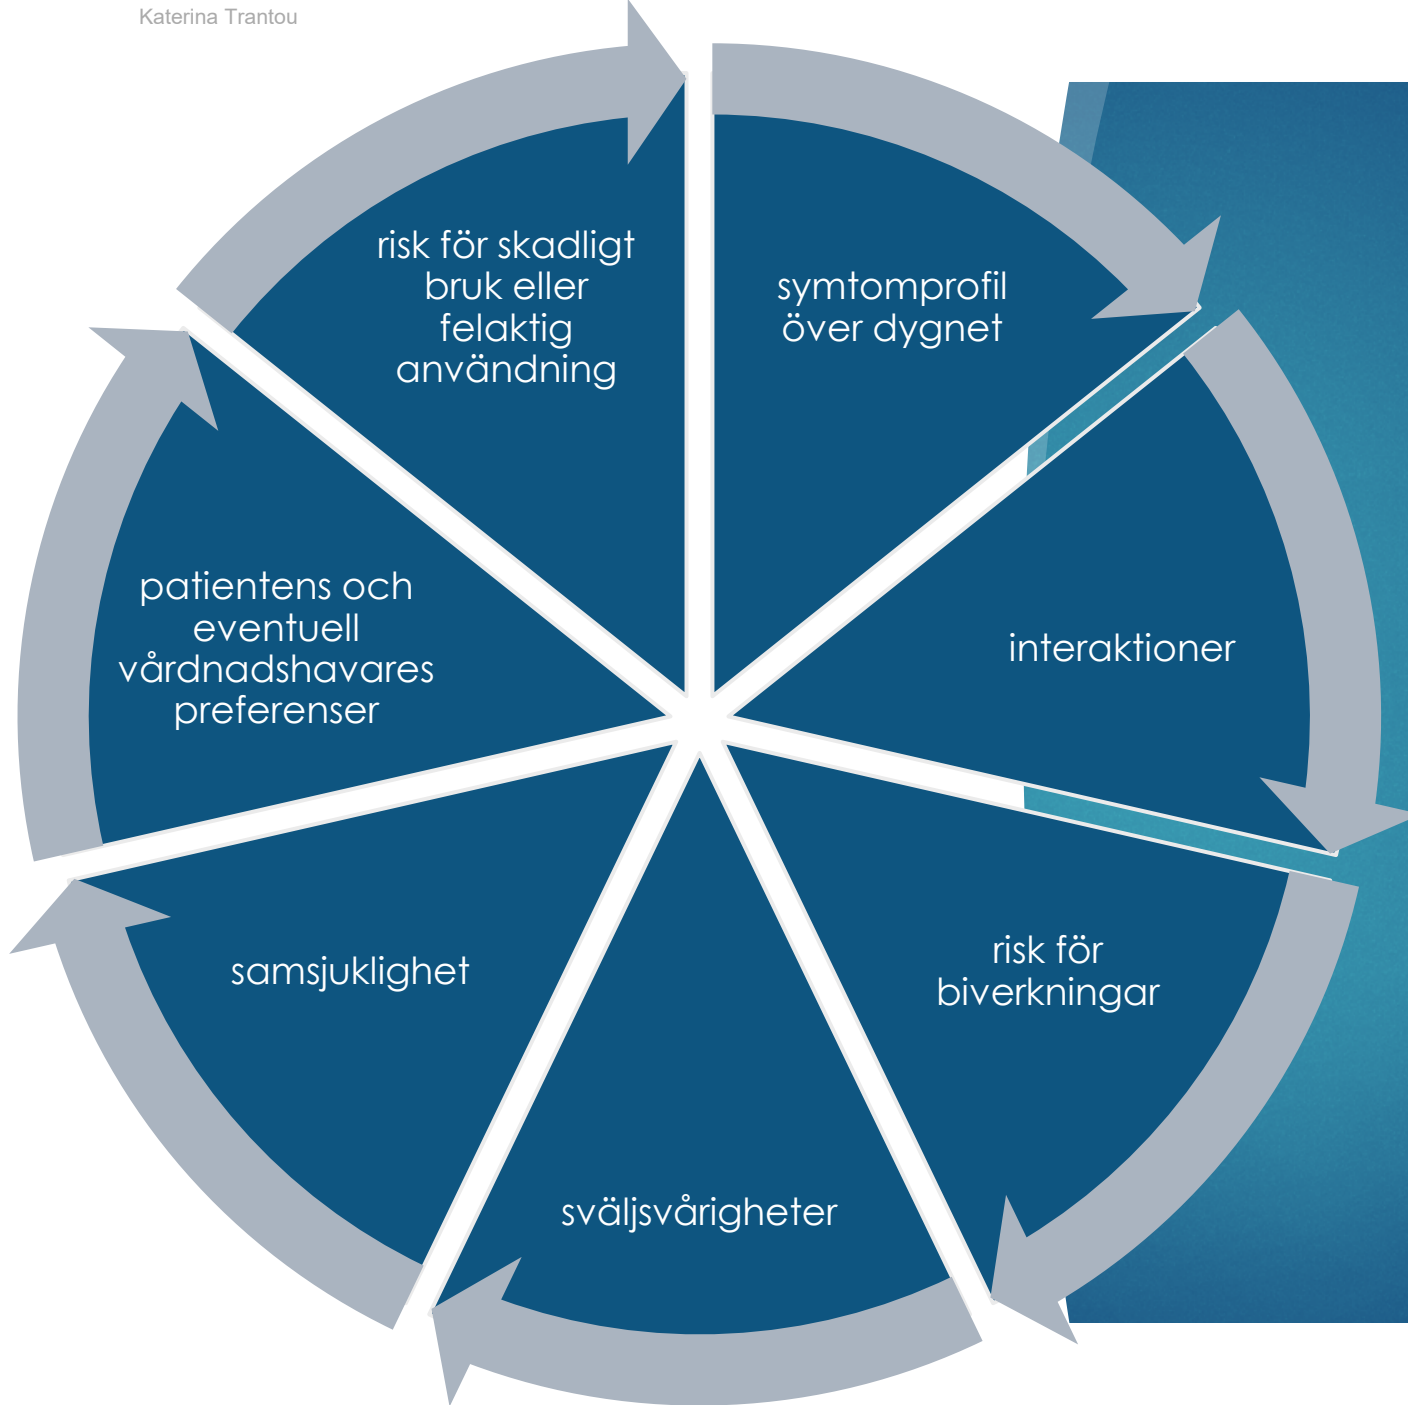 Katerina Trantou
symtomprofil
över dygnet
interaktioner
risk för
biverkningar
sväljsvårigheter
samsjuklighet
patientens och
eventuell
vårdnadshavares
preferenser
risk för skadligt
bruk eller
felaktig
användning